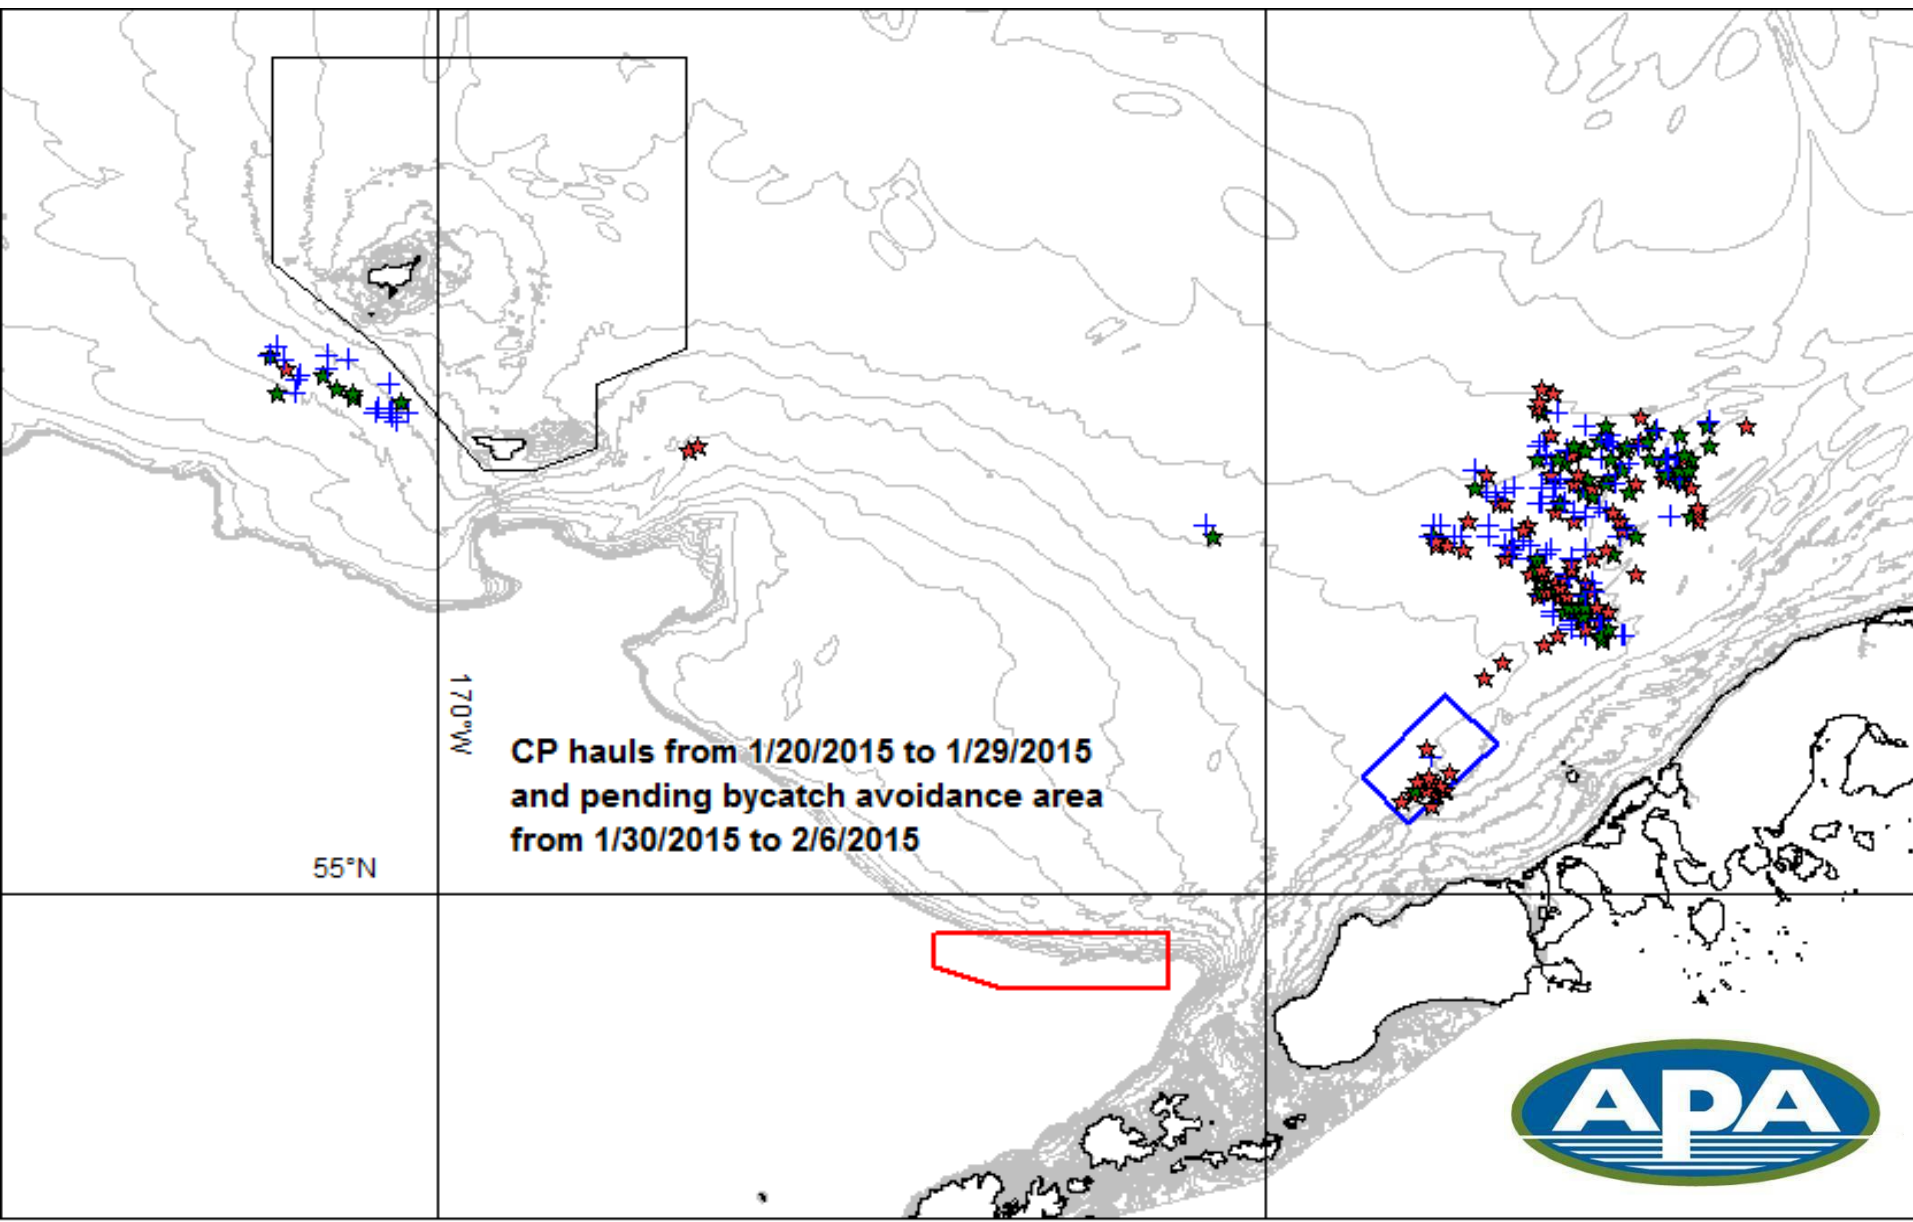 170°W
CP hauls from 1/20/2015 to 1/29/2015
and pending bycatch avoidance area
from 1/30/2015 to 2/6/2015
55°N
APA